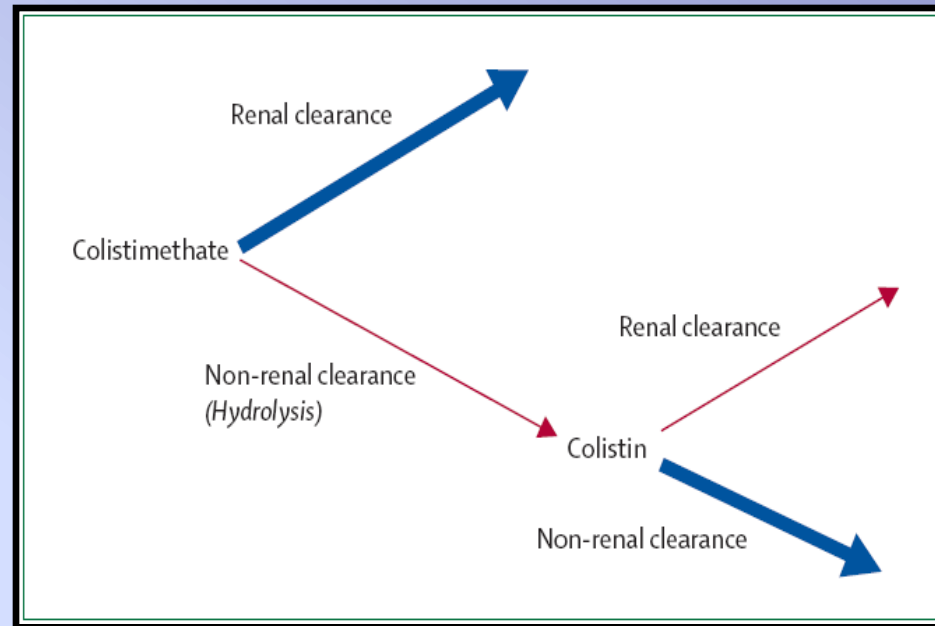 Renal clearance
Colistimethate
Renal clearance
Non-renal clearance
(Hydrolysis)
Colistin
Non-renal clearance